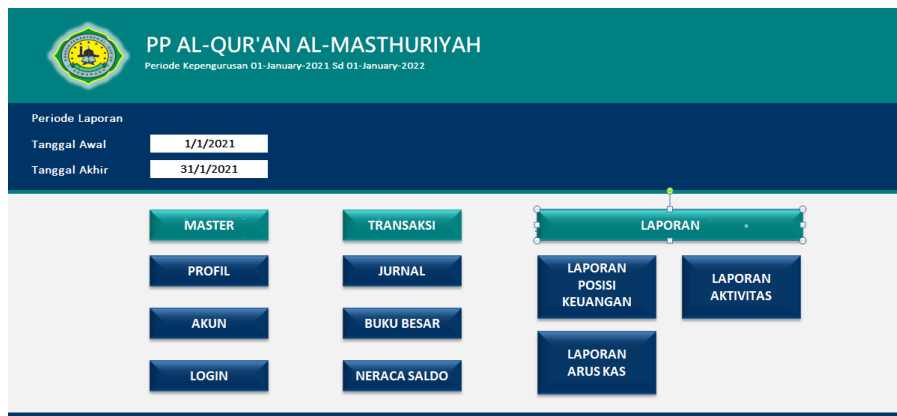 PP AL-QUR'AN AL-MASTHURIYAH
Periode Kepengurusan 01-January-2021 Sd 01-January-2022
Periode Laporan
Tanggal Awal 1/1/2021
Tanggal Akhir 31/1/2021
MASTER TRANSAKSI LAPORAN
PROFIL JURNAL
LAPORAN
POSISI
KEUANGAN
LAPORAN
AKTIVITAS
AKUN BUKU BESAR
LAPORAN
ARUS KAS
LOGIN NERACA SALDO